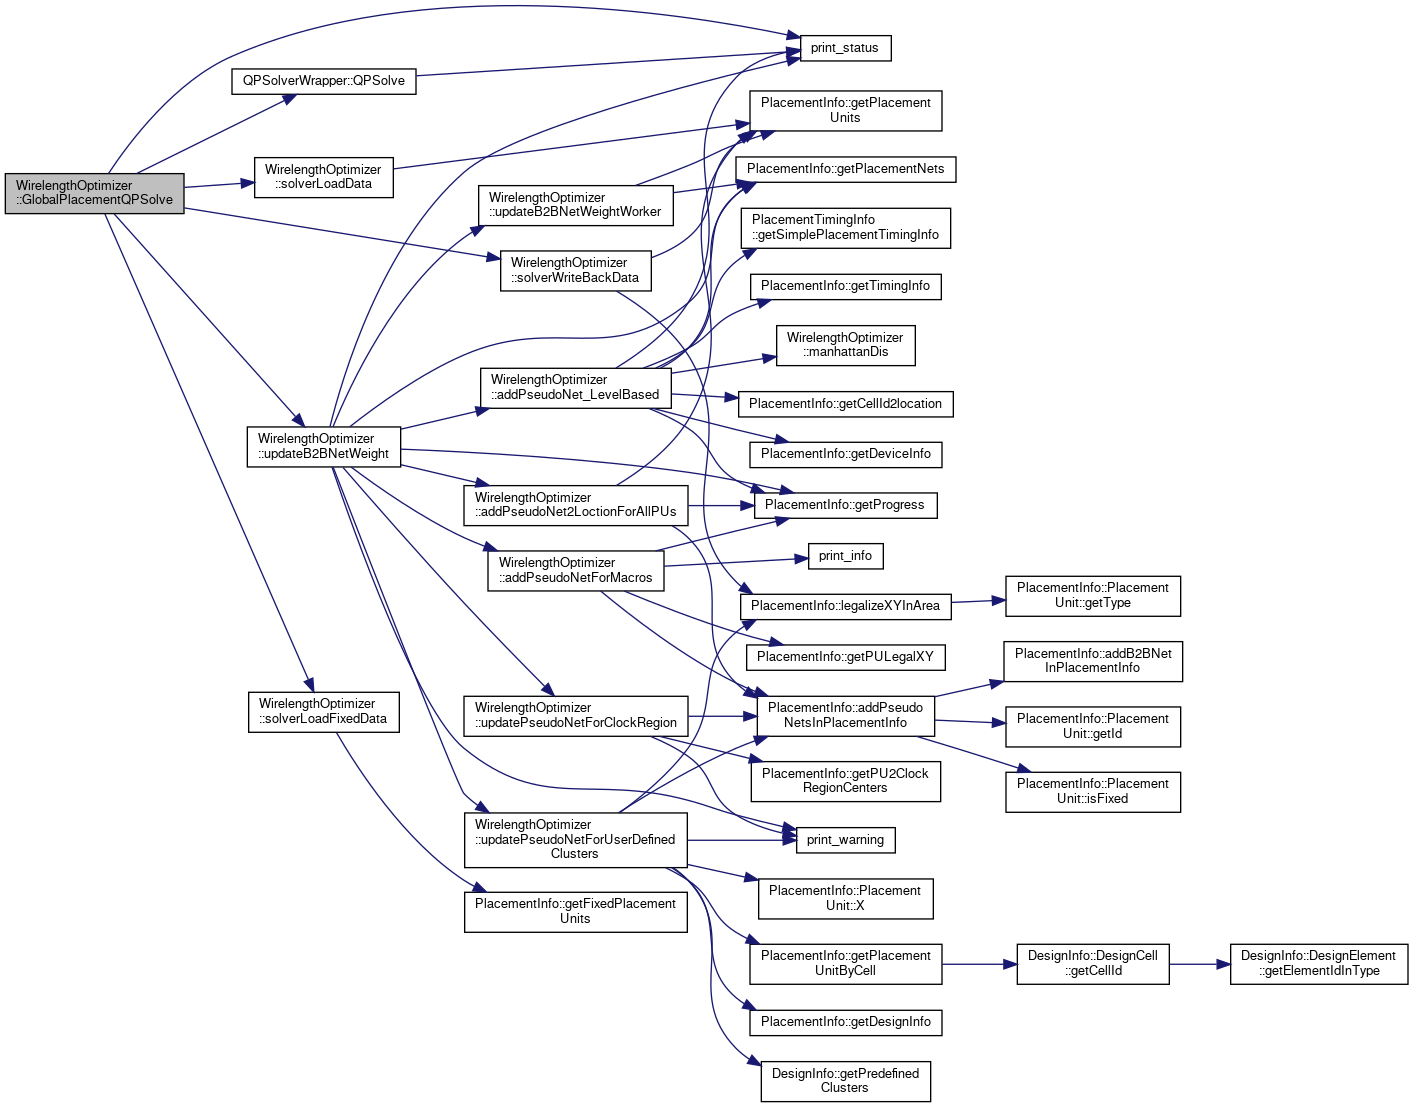 WirelengthOptimizer
::GlobalPlacementQPSolve
QPSolverWrapper::QPSolve
WirelengthOptimizer
::solverLoadData
WirelengthOptimizer
::updateB2BNetWeight
WirelengthOptimizer
::solverLoadFixedData
WirelengthOptimizer
::updateB2BNetWeightWorker
WirelengthOptimizer
::solverWriteBackData
WirelengthOptimizer
::addPseudoNet_LevelBased
WirelengthOptimizer
::addPseudoNet2LoctionForAllPUs
WirelengthOptimizer
::addPseudoNetForMacros
WirelengthOptimizer
::updatePseudoNetForClockRegion
WirelengthOptimizer
::updatePseudoNetForUserDefined
Clusters
PlacementInfo::getFixedPlacement
Units
print_status
PlacementInfo::getPlacement
Units
PlacementInfo::getPlacementNets
PlacementTimingInfo
::getSimplePlacementTimingInfo
PlacementInfo::getTimingInfo
WirelengthOptimizer
::manhattanDis
PlacementInfo::getCellId2location
PlacementInfo::getDeviceInfo
PlacementInfo::getProgress
print_info
PlacementInfo::legalizeXYInArea
PlacementInfo::getPULegalXY
PlacementInfo::addPseudo
NetsInPlacementInfo
PlacementInfo::getPU2Clock
RegionCenters
print_warning
PlacementInfo::Placement
Unit::X
PlacementInfo::getPlacement
UnitByCell
PlacementInfo::getDesignInfo
DesignInfo::getPredefined
Clusters
PlacementInfo::Placement
Unit::getType
PlacementInfo::addB2BNet
InPlacementInfo
PlacementInfo::Placement
Unit::getId
PlacementInfo::Placement
Unit::isFixed
DesignInfo::DesignCell
::getCellId
DesignInfo::DesignElement
::getElementIdInType